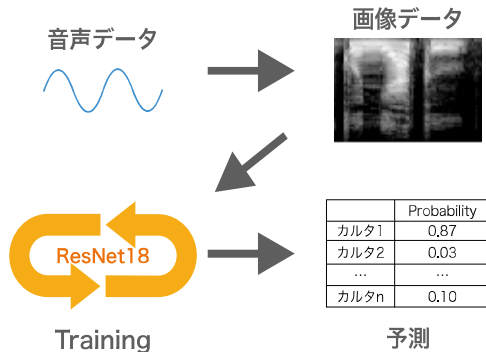 音声データ
画像データ
ResNet18
Training
Probability
カルタ1 0.87
カルタ2 0.03
… …
カルタn 0.10
予測